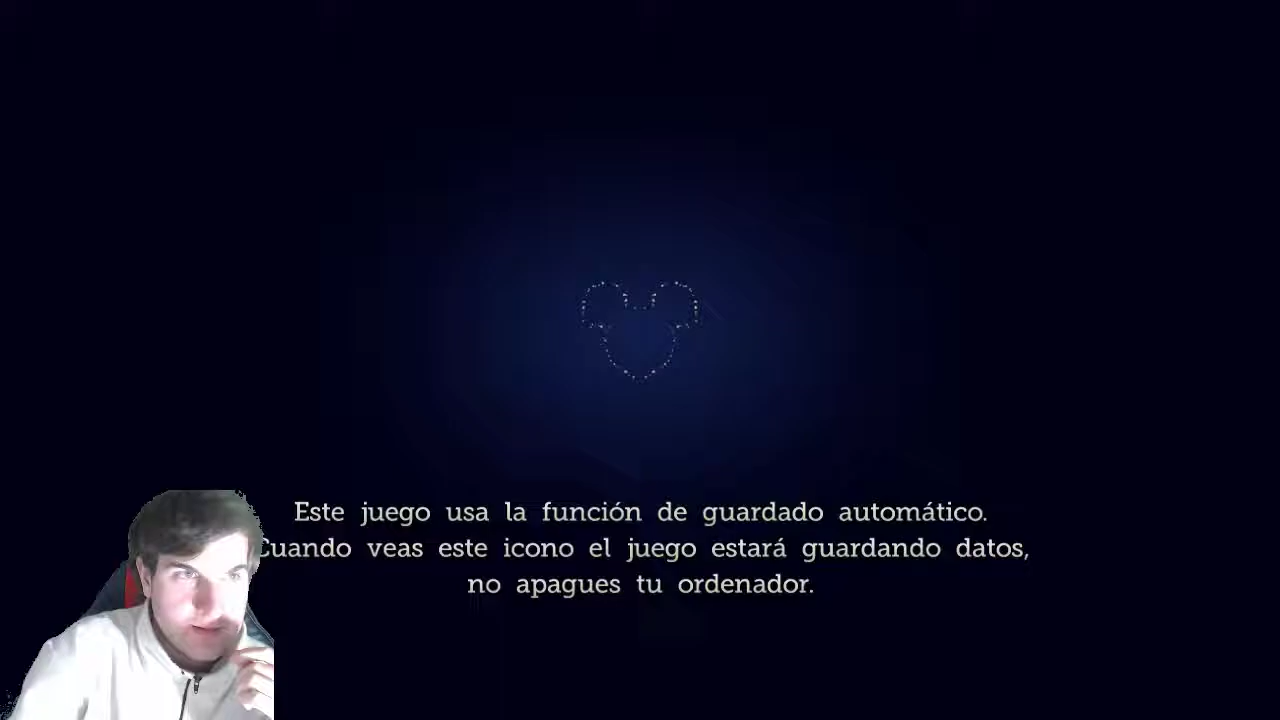 Este juego usa la función de guardado automático.
Cuando veas este icono el juego estará guardando datos,
no apagues tu ordenador.